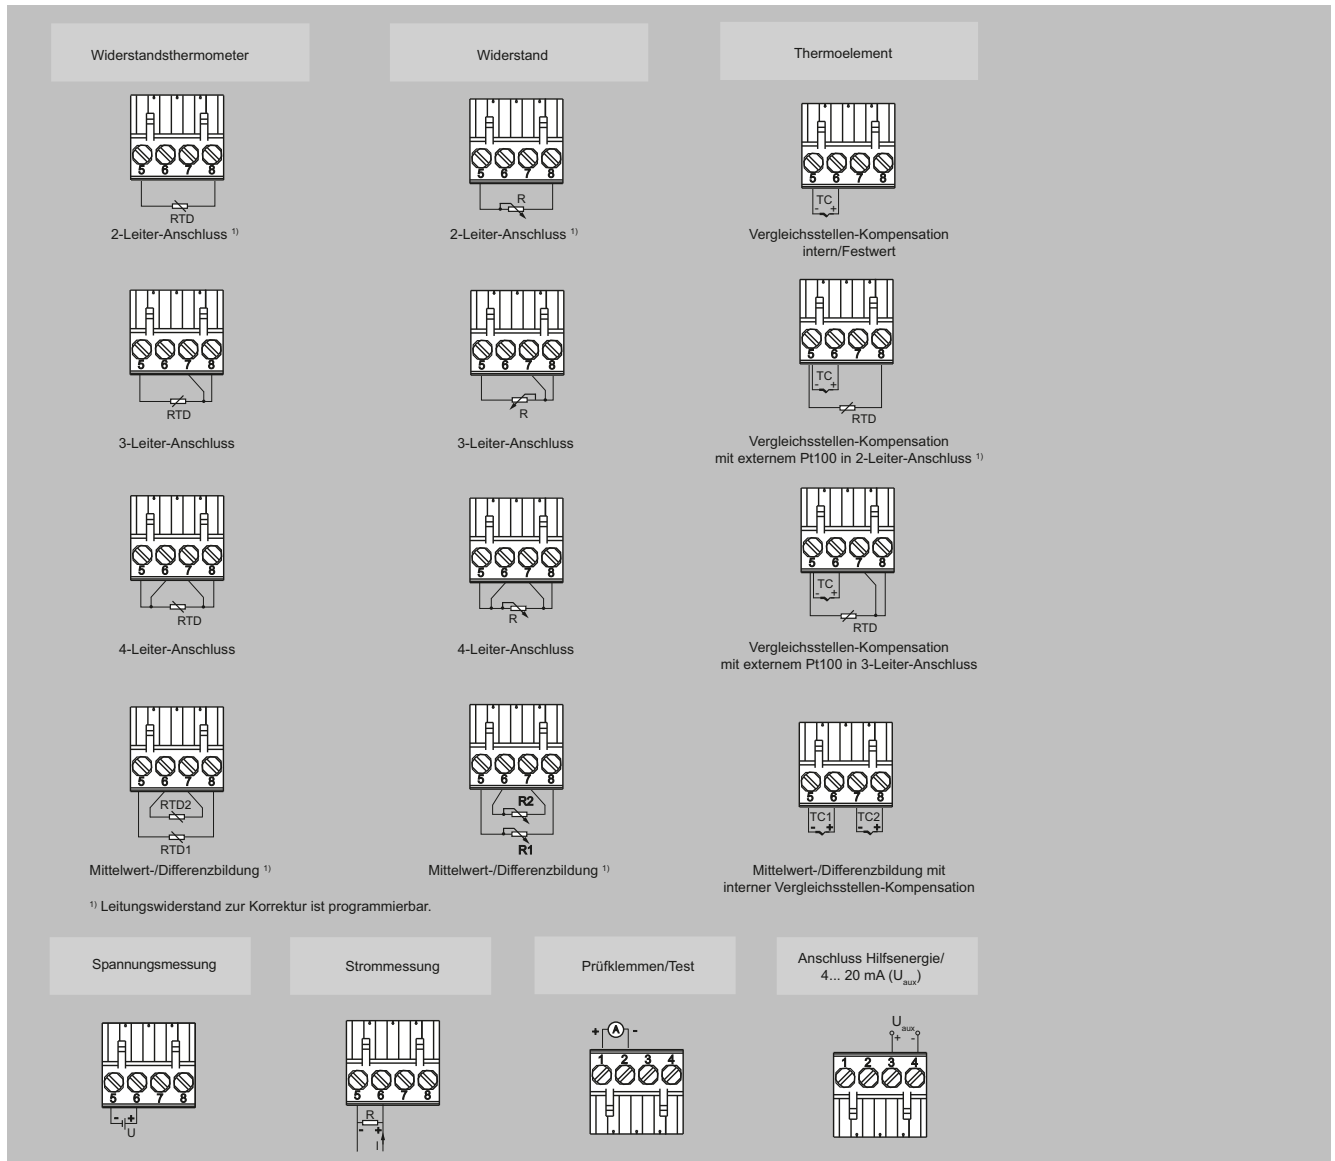 Widerstandsthermometer
Widerstand
Thermoelement
5 6 7 8
RTD
2-Leiter-Anschluss 1)
5 6 7 8
R
2-Leiter-Anschluss 1)
5 6 7 8
TC
- +
Vergleichsstellen-Kompensation
intern/Festwert
5 6 7 8
RTD
3-Leiter-Anschluss
5 6 7 8
R
3-Leiter-Anschluss
5 6 7 8
TC
- +
RTD
Vergleichsstellen-Kompensation
mit externem Pt100 in 2-Leiter-Anschluss 1)
5 6 7 8
RTD
4-Leiter-Anschluss
5 6 7 8
R
4-Leiter-Anschluss
5 6 7 8
TC
- +
RTD
Vergleichsstellen-Kompensation
mit externem Pt100 in 3-Leiter-Anschluss
5 6 7 8
RTD2
RTD1
Mittelwert-/Differenzbildung 1)
5 6 7 8
R2
R1
Mittelwert-/Differenzbildung 1)
5 6 7 8
TC1 TC2
- + - +
Mittelwert-/Differenzbildung mit
interner Vergleichsstellen-Kompensation
1) Leitungswiderstand zur Korrektur ist programmierbar.
Spannungsmessung
Strommessung
Prüfklemmen/Test
Anschluss Hilfsenergie/
4... 20 mA (Uaux)
5 6 7 8
- +
U
5 6 7 8
R
- +
I
+ A -
1 2 3 4
Uaux
+ -
1 2 3 4